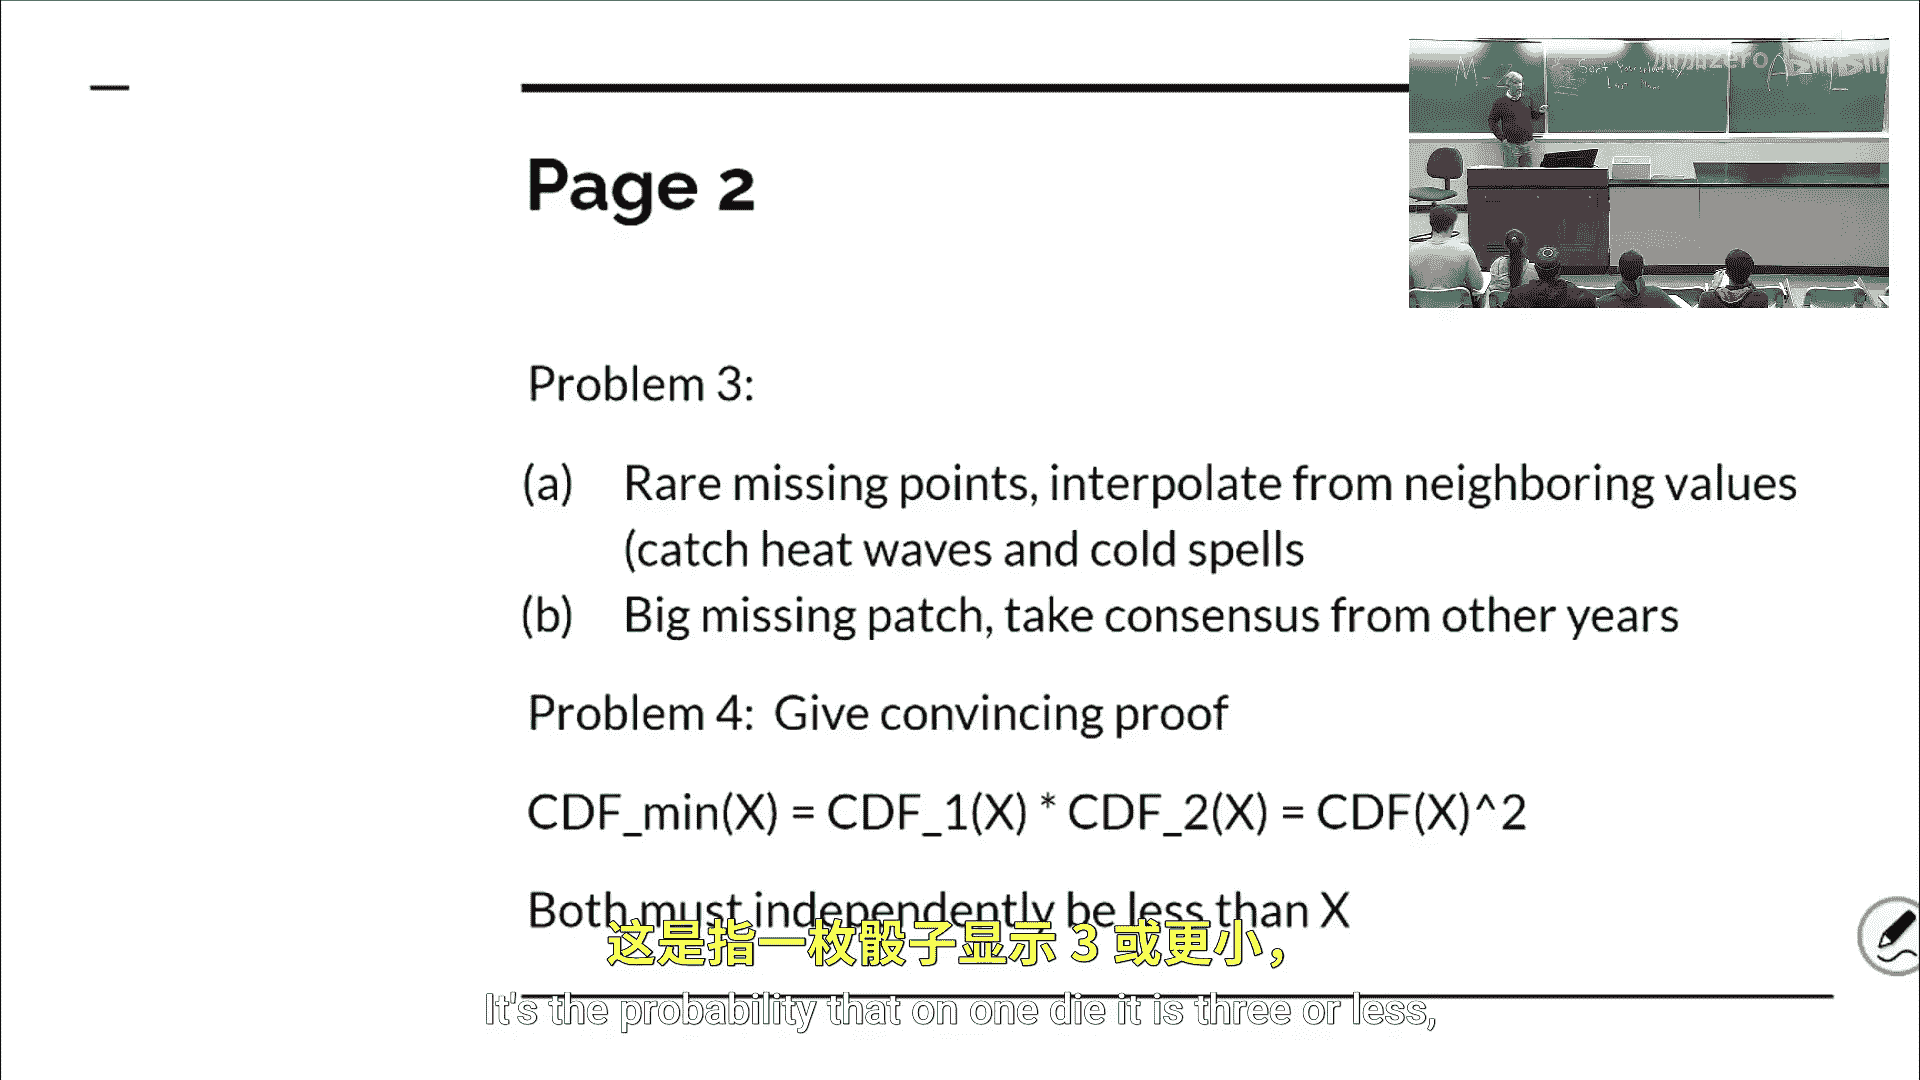 Page 2
Problem 3:
(a) Rare missing points, interpolate from neighboring values
(catch heat waves and cold spells
(b) Big missing patch, take consensus from other years
Problem 4: Give convincing proof
CDF_min(X) = CDF_1(X) * CDF_2(X) = CDF(X)^2
Both must independently be less than X
这是指一枚骰子显示 3 或更小，
It's the probability that on one die it is three or less,